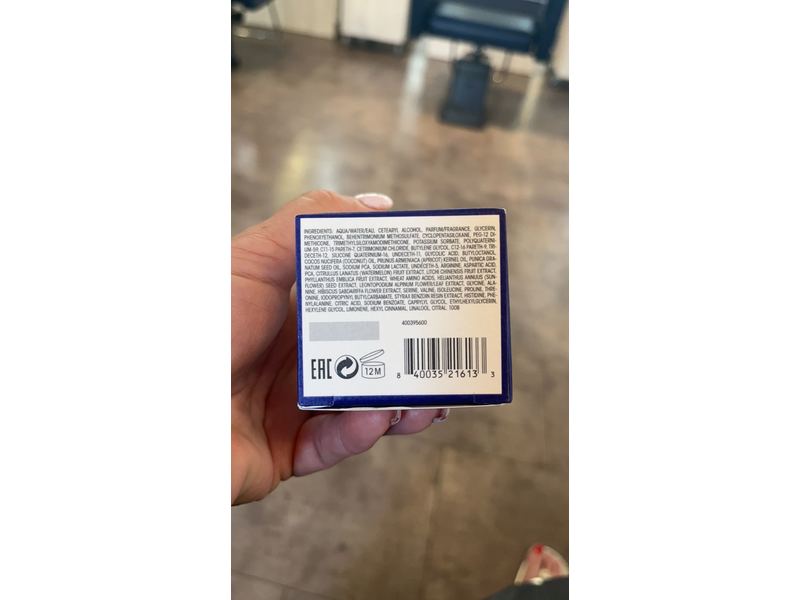 INGREDIENTS: AQUA/WATER/EAU, CETEARYL ALCOHOL, PARFUM/FRAGRANCE, GLYCERIN,
PHENOXYETHANOL, BEHENTRIMONIUM METHOSULFATE, CYCLOPENTASILOXANE, PEG-12 DI-
METHICONE, TRIMETHYLSILOXYAMODIMETHICONE, POTASSIUM SORBATE, POLYQUATERNI-
UM-59, C11-15 PARETH-7, CETRIMONIUM CHLORIDE, BUTYLENE GLYCOL, C12-16 PARETH-9, TRI-
DECETH-12, SILICONE QUATERNIUM-16, UNDECETH-11, GLYCOLIC ACID, BUTYLOCTANOL,
COCOS NUCIFERA (COCONUT) OIL, PRUNUS ARMENIACA (APRICOT) KERNEL OIL, PUNICA GRA-
NATUM SEED OIL, SODIUM PCA, SODIUM LACTATE, UNDECETH-5, ARGININE, ASPARTIC ACID,
PCA, CITRULLUS LANATUS (WATERMELON) FRUIT EXTRACT, LITCHI CHINENSIS FRUIT EXTRACT,
PHYLLANTHUS EMBLICA FRUIT EXTRACT, WHEAT AMINO ACIDS, HELIANTHUS ANNUUS (SUN-
FLOWER) SEED EXTRACT, LEONTOPODIUM ALPINUM FLOWER/LEAF EXTRACT, GLYCINE, ALA-
NINE, HIBISCUS SABDARIFFA FLOWER EXTRACT, SERINE, VALINE, ISOLEUCINE, PROLINE, THRE-
ONINE, IODOPROPYNYL BUTYLCARBAMATE, STYRAX BENZOIN RESIN EXTRACT, HISTIDINE, PHE-
NYLALANINE, CITRIC ACID, SODIUM BENZOATE, CAPRYLYL GLYCOL, ETHYLHEXYLGLYCERIN,
HEXYLENE GLYCOL, LIMONENE, HEXYL CINNAMAL, LINALOOL, CITRAL. 1008
400395600
EAC 12 M
8 40035 21613 3